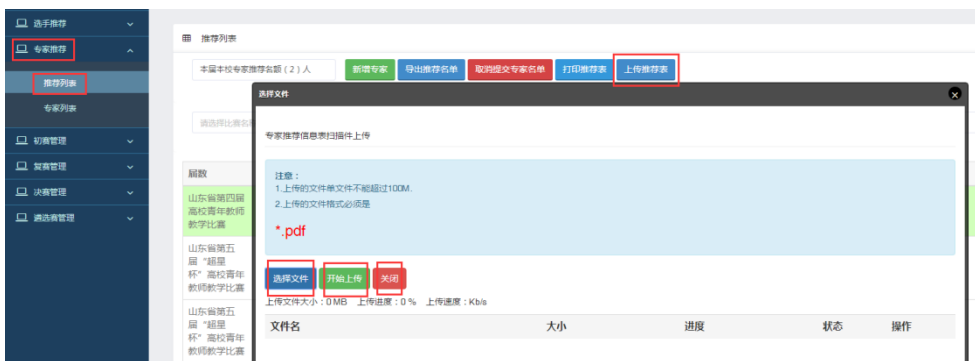 选手推荐
专家推荐
推荐列表
专家列表
初赛管理
复赛管理
决赛管理
遴选赛管理
推荐列表
本届本校专家推荐名额（2）人
新增专家
导出推荐名单
取消提交专家名单
打印推荐表
上传推荐表
请选择比赛名
届数
山东省第四届
高校青年教师
教学比赛
山东省第五
届“超星
杯”高校青年
教师教学比赛
山东省第五
届“超星
杯”高校青年
教师教学比赛
选择文件
专家推荐信息表扫描件上传
注意：
1.上传的文件单文件不能超过100M.
2.上传的文件格式必须是
*.pdf
选择文件
开始上传
关闭
上传文件大小：0MB 上传进度：0% 上传速度：Kb/s
文件名 大小 进度 状态 操作